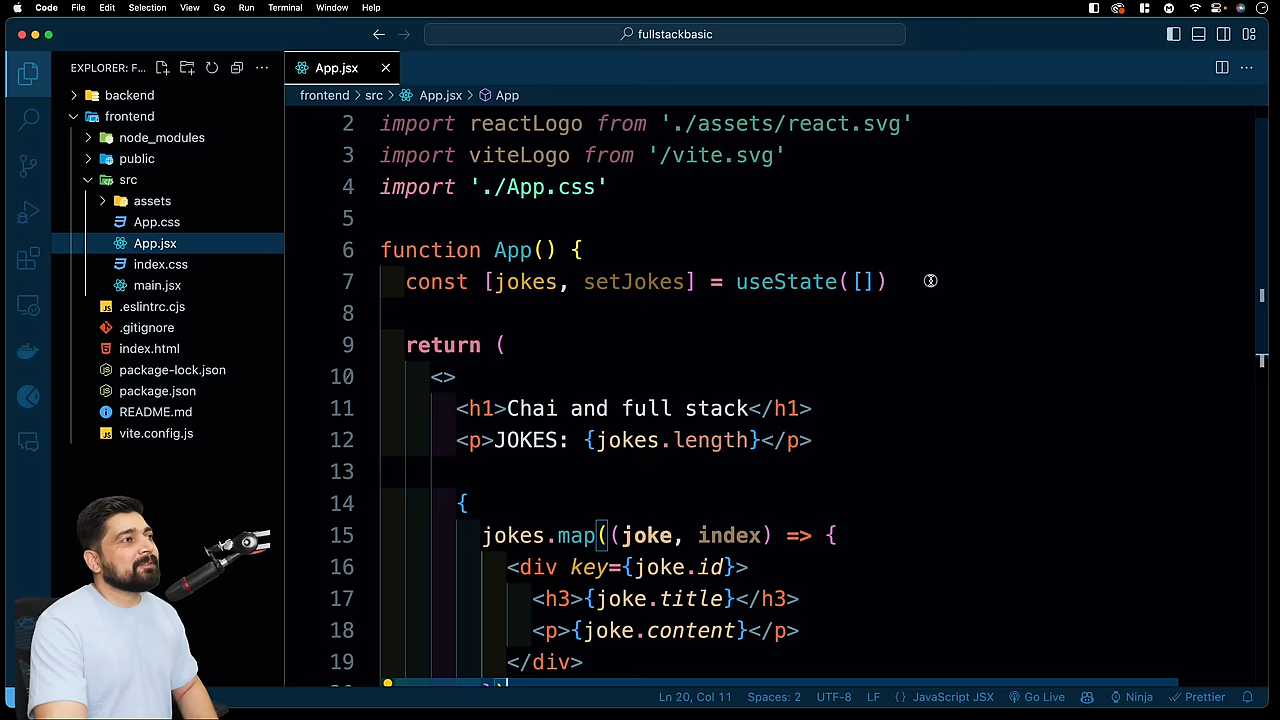 Code File Edit Selection View Go Run Terminal Window Help
fullstackbasic
EXPLORER: F...
App.jsx
frontend > src > App.jsx > App
backend
frontend
node_modules
public
src
assets
App.css
App.jsx
index.css
main.jsx
.eslintrc.cjs
.gitignore
index.html
package-lock.json
package.json
README.md
vite.config.js
2 import reactLogo from './assets/react.svg'
3 import viteLogo from '/vite.svg'
4 import './App.css'
5
6 function App() {
7 const [jokes, setJokes] = useState([])
8
9 return (
10 <>
11 <h1>Chai and full stack</h1>
12 <p>JOKES: {jokes.length}</p>
13
14 {
15 jokes.map((joke, index) => {
16 <div key={joke.id}>
17 <h3>{joke.title}</h3>
18 <p>{joke.content}</p>
19 </div>
Ln 20, Col 11 Spaces: 2 UTF-8 LF {} JavaScript JSX Go Live Ninja Prettier